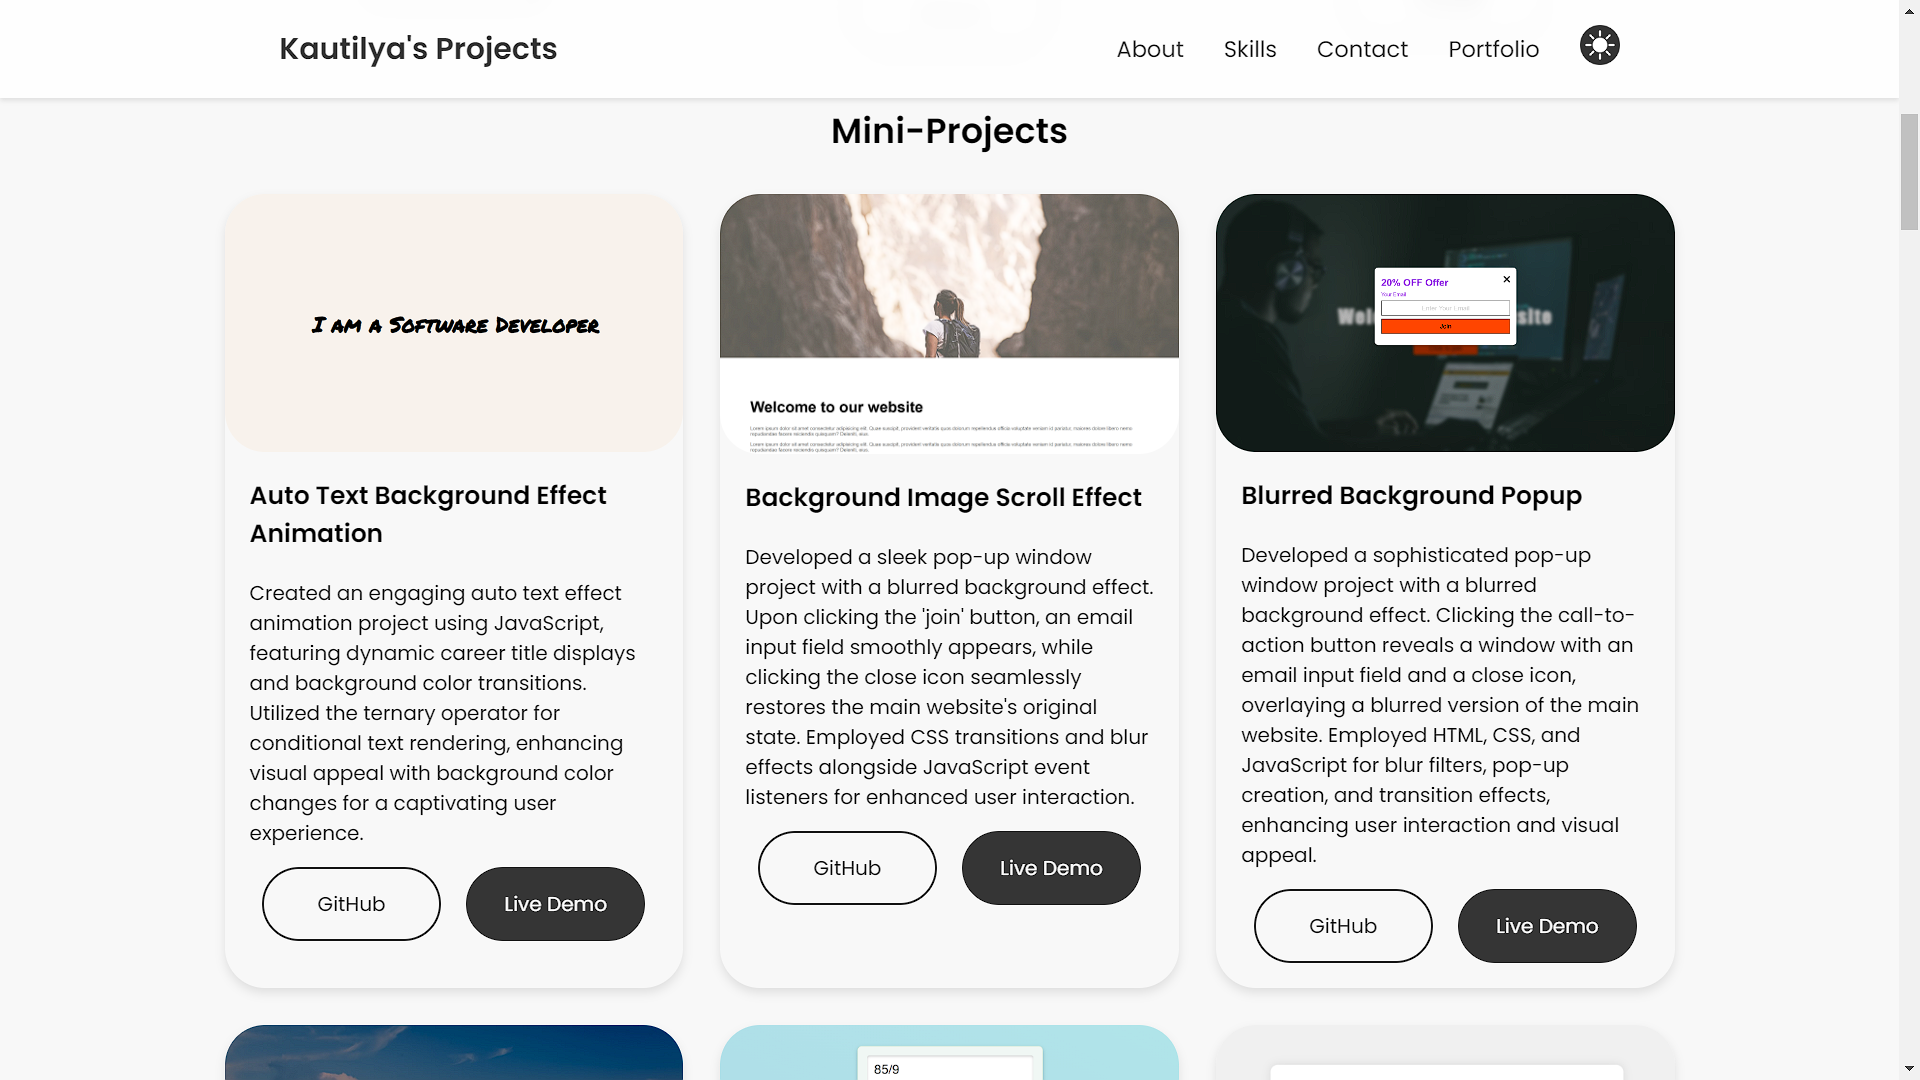 Kautilya's Projects
About
Skills
Contact
Portfolio
Mini-Projects
I am a Software Developer
Auto Text Background Effect
Animation
Created an engaging auto text effect
animation project using JavaScript,
featuring dynamic career title displays
and background color transitions.
Utilized the ternary operator for
conditional text rendering, enhancing
visual appeal with background color
changes for a captivating user
experience.
GitHub
Live Demo
Welcome to our website
Background Image Scroll Effect
Developed a sleek pop-up window
project with a blurred background effect.
Upon clicking the 'join' button, an email
input field smoothly appears, while
clicking the close icon seamlessly
restores the main website's original
state. Employed CSS transitions and blur
effects alongside JavaScript event
listeners for enhanced user interaction.
GitHub
Live Demo
20% OFF Offer
Your Email
Enter Your Email
Join
Blurred Background Popup
Developed a sophisticated pop-up
window project with a blurred
background effect. Clicking the call-to-
action button reveals a window with an
email input field and a close icon,
overlaying a blurred version of the main
website. Employed HTML, CSS, and
JavaScript for blur filters, pop-up
creation, and transition effects,
enhancing user interaction and visual
appeal.
GitHub
Live Demo
85/9